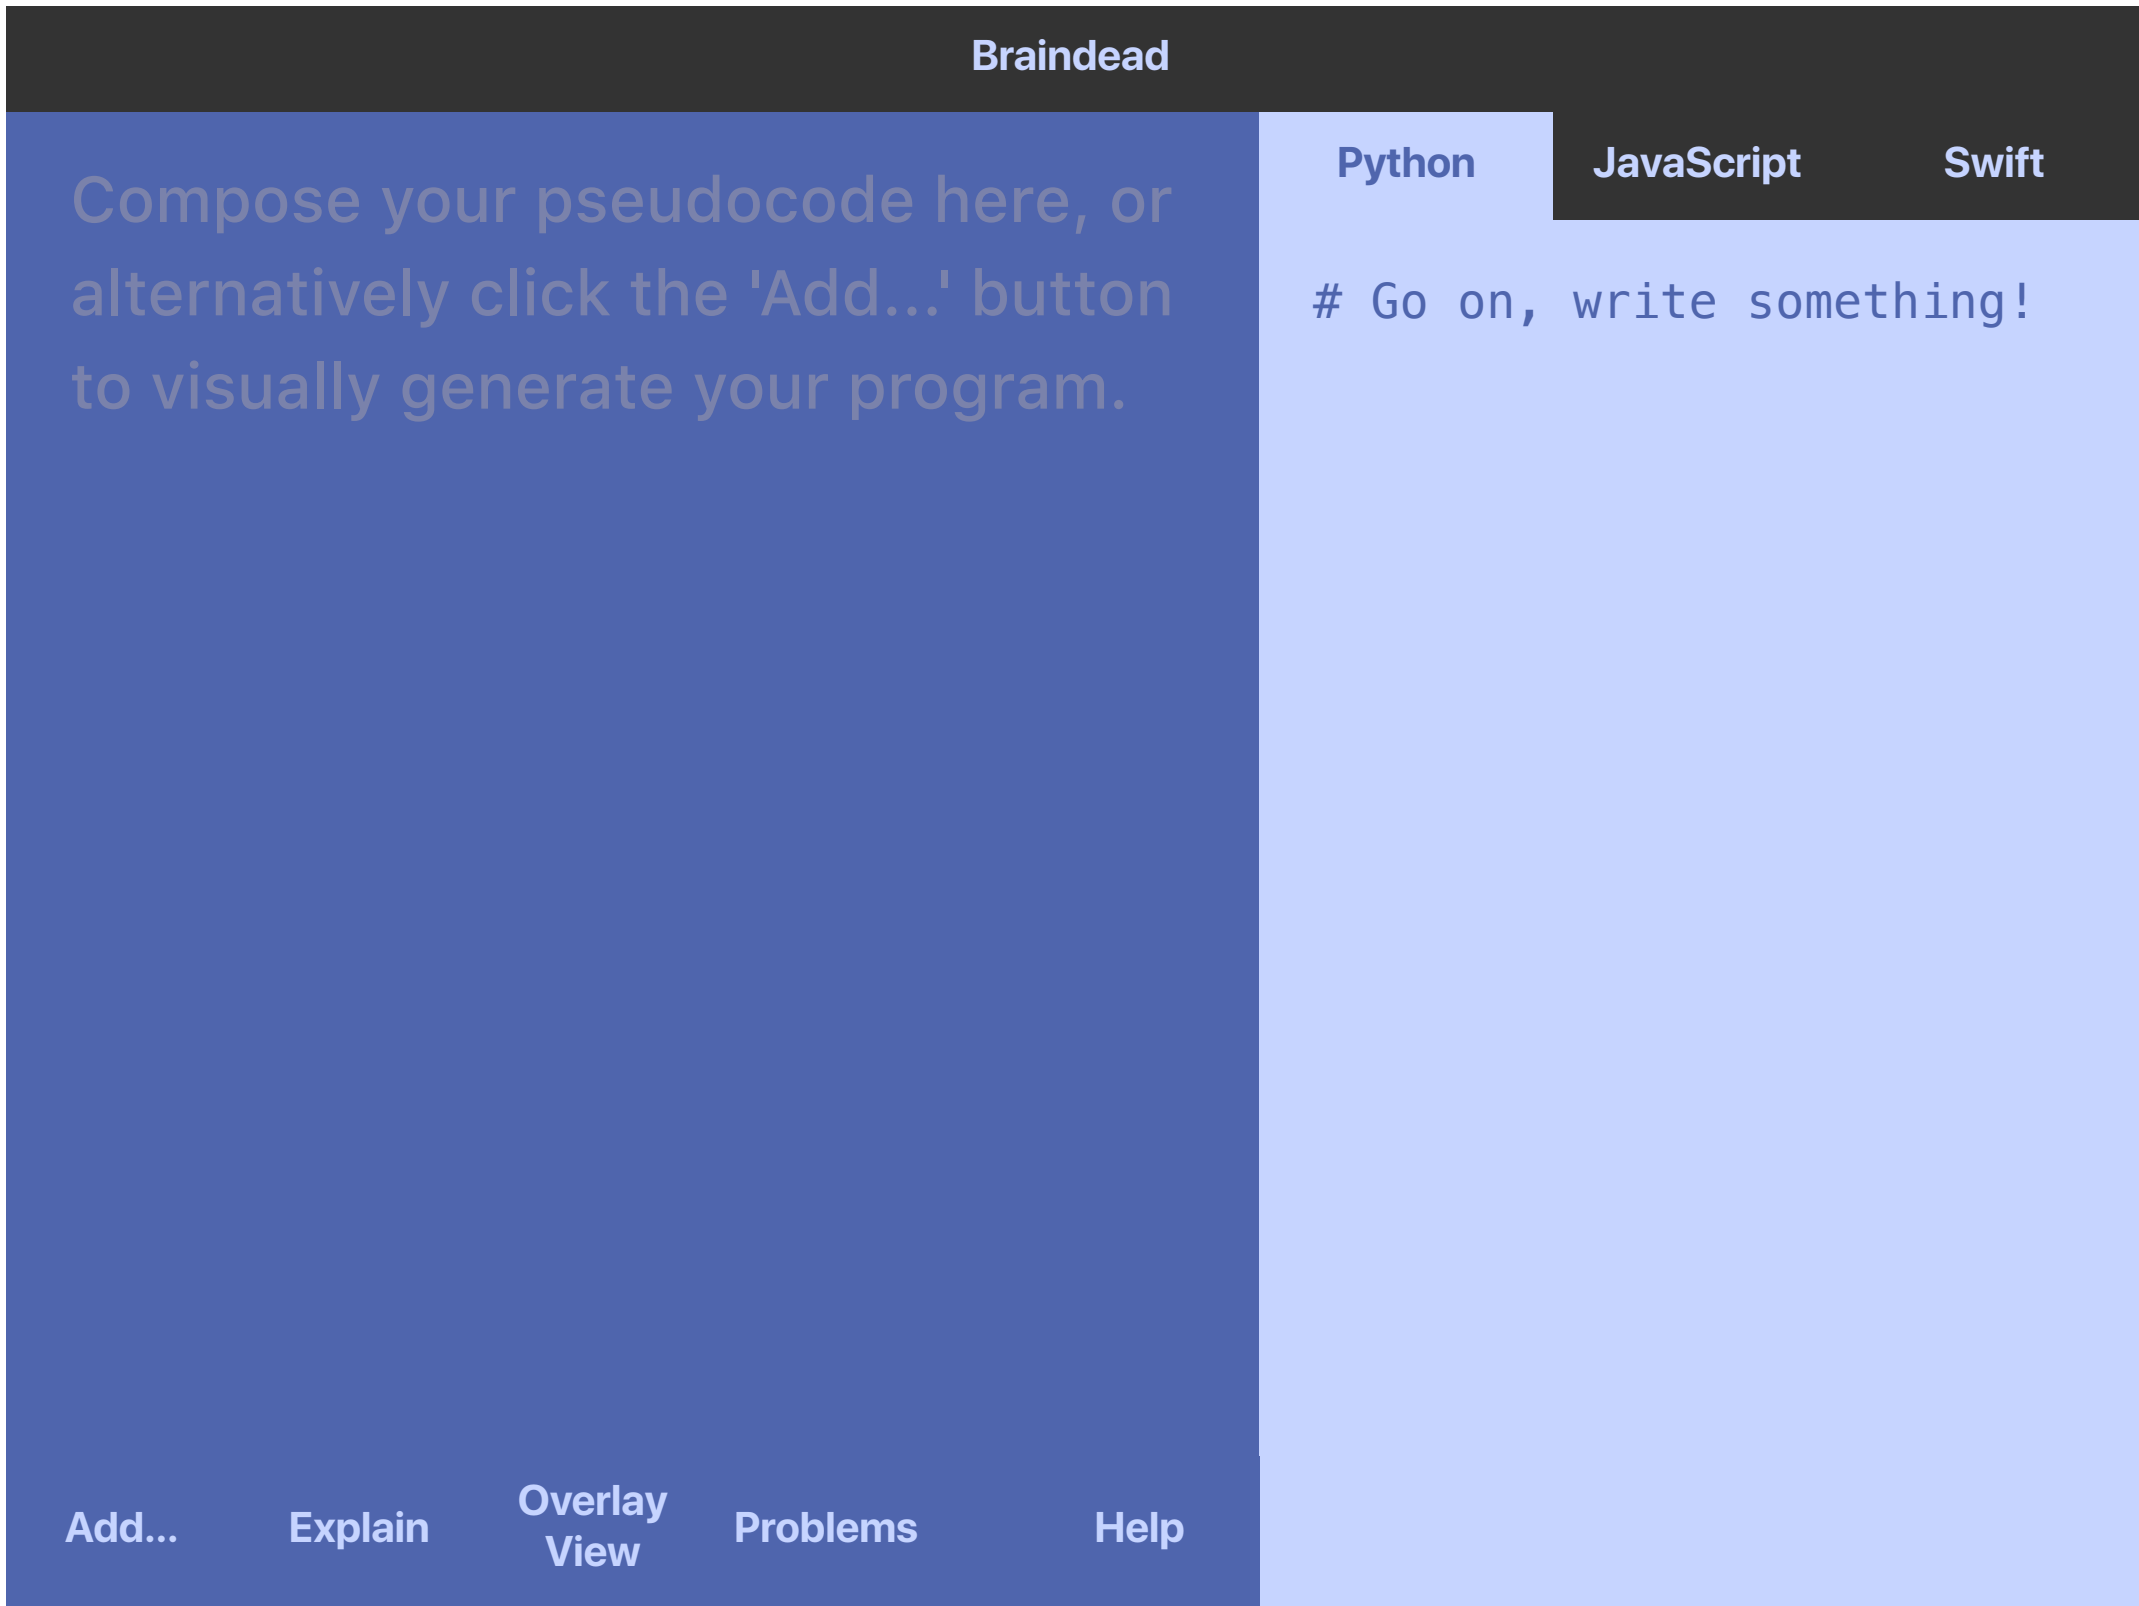 Braindead
Compose your pseudocode here, or
alternatively click the 'Add...' button
to visually generate your program.
Python
JavaScript
Swift
# Go on, write something!
Add...
Explain
Overlay
View
Problems
Help